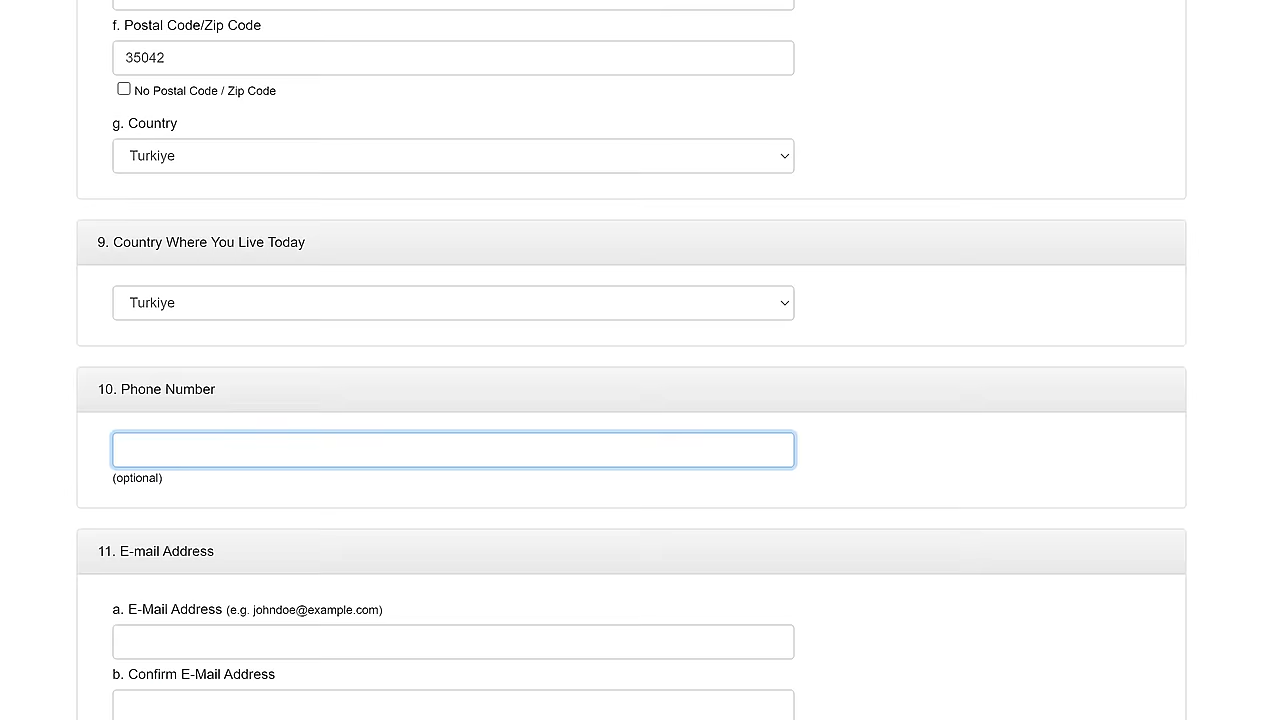 f. Postal Code/Zip Code
35042
No Postal Code / Zip Code
g. Country
Turkiye
9. Country Where You Live Today
Turkiye
10. Phone Number
(optional)
11. E-mail Address
a. E-Mail Address (e.g. johndoe@example.com)
b. Confirm E-Mail Address